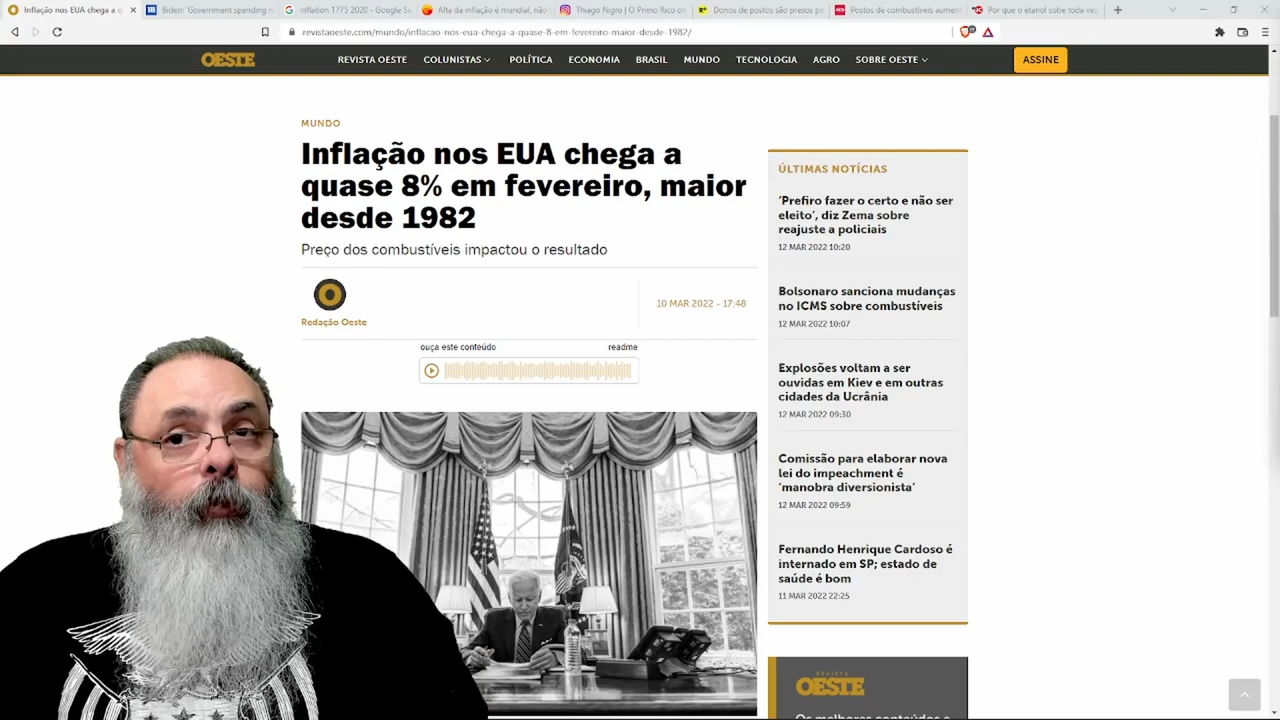 Inflação nos EUA chega a q
Biden: 'Government spending r
inflation 1775 2020 - Google Se
Alta da inflação é mundial, não
Thiago Nigro | O Primo Rico on
Donos de postos são presos po
Postos de combustíveis aument
Por que o etanol sobe toda vez
revistaoeste.com/mundo/inflacao-nos-eua-chega-a-quase-8-em-fevereiro-maior-desde-1982/
OESTE
REVISTA OESTE
COLUNISTAS
POLÍTICA
ECONOMIA
BRASIL
MUNDO
TECNOLOGIA
AGRO
SOBRE OESTE
ASSINE
MUNDO
Inflação nos EUA chega a
quase 8% em fevereiro, maior
desde 1982
Preço dos combustíveis impactou o resultado
Redação Oeste
10 MAR 2022 - 17:48
ouça este conteúdo
readme
ÚLTIMAS NOTÍCIAS
'Prefiro fazer o certo e não ser
eleito', diz Zema sobre
reajuste a policiais
12 MAR 2022 10:20
Bolsonaro sanciona mudanças
no ICMS sobre combustíveis
12 MAR 2022 10:07
Explosões voltam a ser
ouvidas em Kiev e em outras
cidades da Ucrânia
12 MAR 2022 09:30
Comissão para elaborar nova
lei do impeachment é
'manobra diversionista'
12 MAR 2022 09:59
Fernando Henrique Cardoso é
internado em SP; estado de
saúde é bom
11 MAR 2022 22:25
REVISTA
OESTE
Os melhores conteúdos e